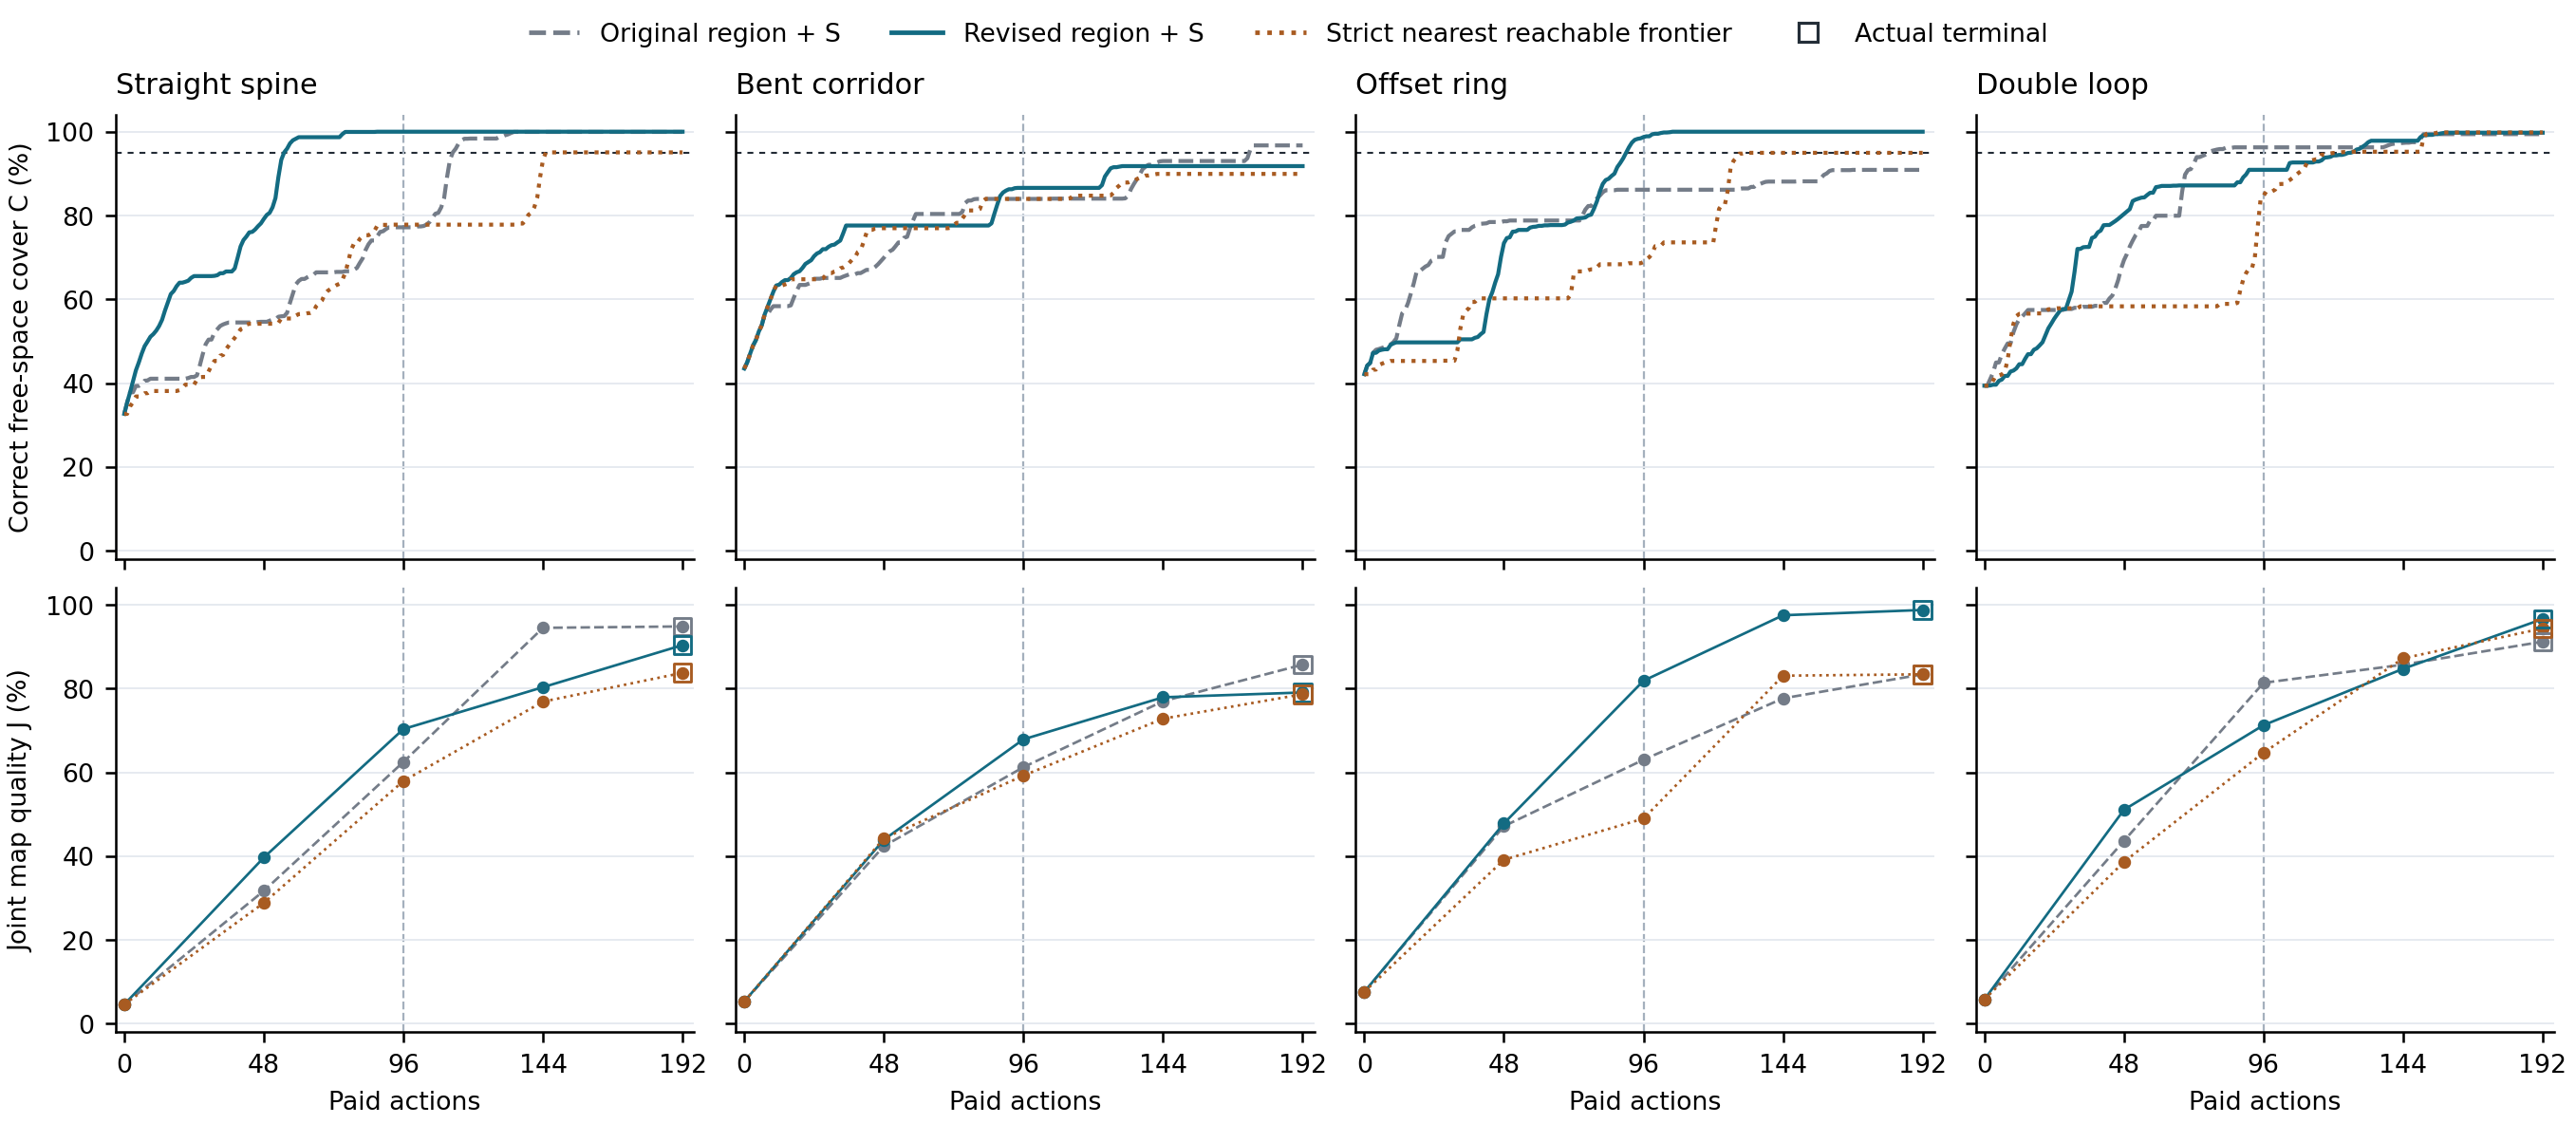 Original region + S Revised region + S Strict nearest reachable frontier Actual terminal
Straight spine Bent corridor Offset ring Double loop
Correct free-space cover C (%)
100
80
60
40
20
0
Joint map quality J (%)
100
80
60
40
20
0
0 48 96 144 192 0 48 96 144 192 0 48 96 144 192 0 48 96 144 192
Paid actions Paid actions Paid actions Paid actions